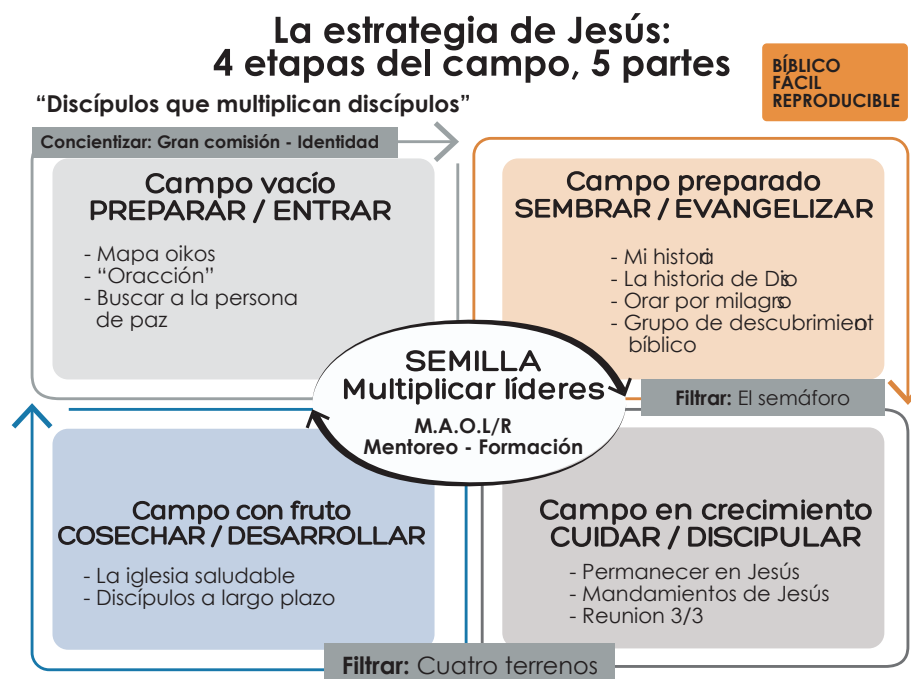 La estrategia de Jesús:
4 etapas del campo, 5 partes
BÍBLICO
FÁCIL
REPRODUCIBLE
“Discípulos que multiplican discípulos”
Concientizar: Gran comisión - Identidad
Campo vacío
PREPARAR / ENTRAR
- Mapa oikos
- “Oracción”
- Buscar a la persona
de paz
Campo preparado
SEMBRAR / EVANGELIZAR
- Mi historia
- La historia de Dios
- Orar por milagros
- Grupo de descubrimiento
bíblico
SEMILLA
Multiplicar líderes
M.A.O.L/R
Mentoreo - Formación
Filtrar: El semáforo
Campo con fruto
COSECHAR / DESARROLLAR
- La iglesia saludable
- Discípulos a largo plazo
Campo en crecimiento
CUIDAR / DISCIPULAR
- Permanecer en Jesús
- Mandamientos de Jesús
- Reunion 3/3
Filtrar: Cuatro terrenos